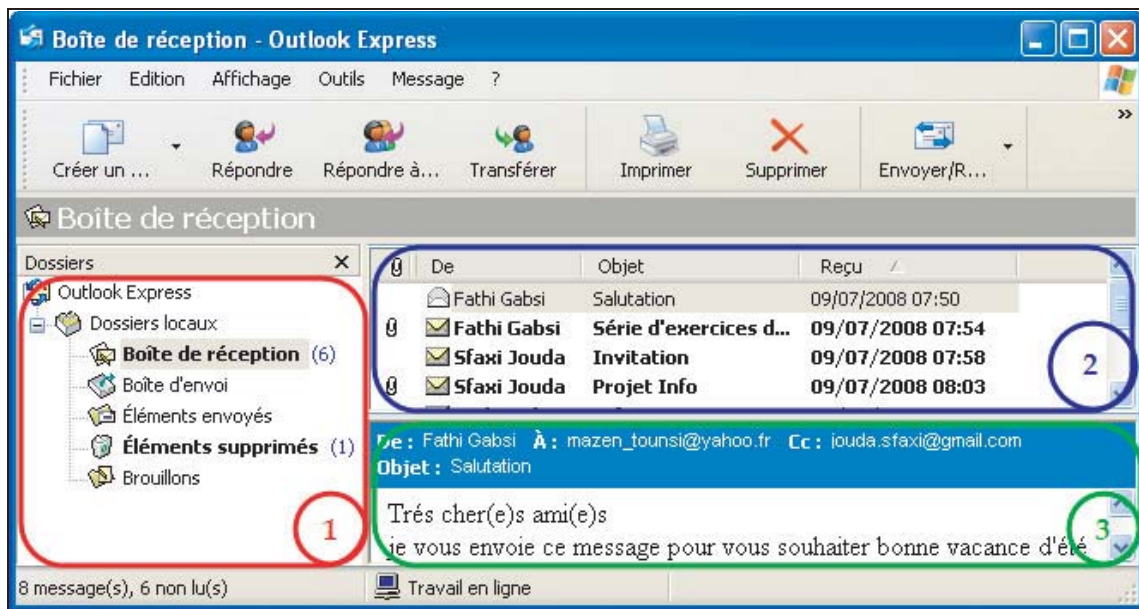 Boîte de réception - Outlook Express
Fichier Edition Affichage Outils Message ?
Créer un ... Répondre Répondre à... Transférer Imprimer Supprimer Envoyer/R... »
Boîte de réception
Dossiers
Outlook Express
Dossiers locaux
Boîte de réception (6)
Boîte d'envoi
Éléments envoyés
Éléments supprimés (1)
Brouillons
1
De Objet Reçu
Fathi Gabsi Salutation 09/07/2008 07:50
Fathi Gabsi Série d'exercices d... 09/07/2008 07:54
Sfaxi Jouda Invitation 09/07/2008 07:58
Sfaxi Jouda Projet Info 09/07/2008 08:03
2
De : Fathi Gabsi À : mazen_tounsi@yahoo.fr Cc : jouda.sfaxi@gmail.com
Objet : Salutation
Trés cher(e)s ami(e)s
je vous envoie ce message pour vous souhaiter bonne vacance d'été
3
8 message(s), 6 non lu(s) Travail en ligne